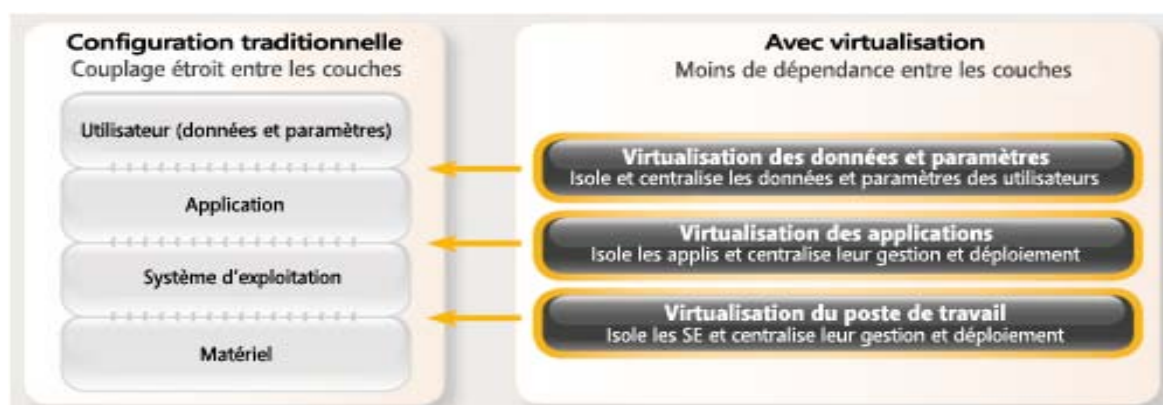 Configuration traditionnelle
Couplage étroit entre les couches
Utilisateur (données et paramètres)
Application
Système d'exploitation
Matériel
Avec virtualisation
Moins de dépendance entre les couches
Virtualisation des données et paramètres
Isole et centralise les données et paramètres des utilisateurs
Virtualisation des applications
Isole les applis et centralise leur gestion et déploiement
Virtualisation du poste de travail
Isole les SE et centralise leur gestion et déploiement